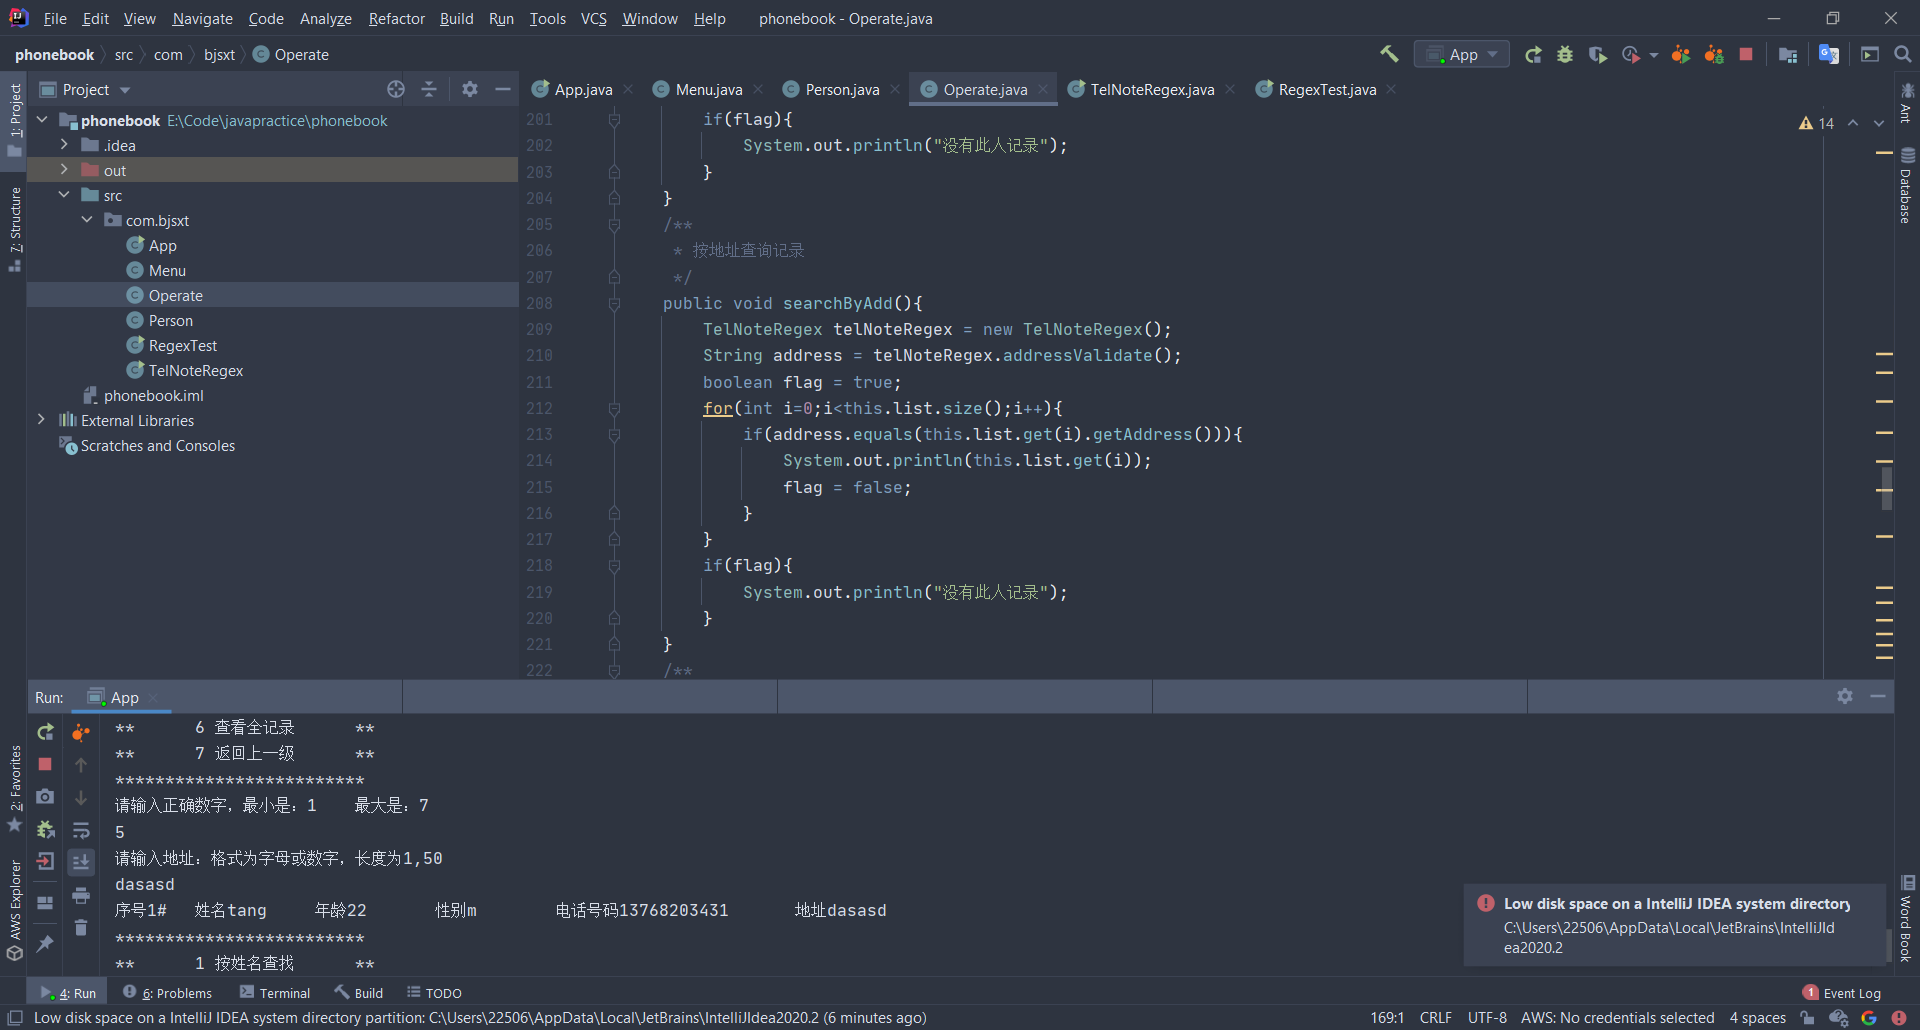 File Edit View Navigate Code Analyze Refactor Build Run Tools VCS Window Help phonebook - Operate.java
phonebook src com bjsxt Operate
App
1: Project
7: Structure
2: Favorites
AWS Explorer
Project
phonebook E:\Code\javapractice\phonebook
.idea
out
src
com.bjsxt
App
Menu
Operate
Person
RegexTest
TelNoteRegex
phonebook.iml
External Libraries
Scratches and Consoles
App.java Menu.java Person.java Operate.java TelNoteRegex.java RegexTest.java
14
201 if(flag){
202 System.out.println("没有此人记录");
203 }
204 }
205 /**
206 * 按地址查询记录
207 */
208 public void searchByAdd(){
209 TelNoteRegex telNoteRegex = new TelNoteRegex();
210 String address = telNoteRegex.addressValidate();
211 boolean flag = true;
212 for(int i=0;i<this.list.size();i++){
213 if(address.equals(this.list.get(i).getAddress())){
214 System.out.println(this.list.get(i));
215 flag = false;
216 }
217 }
218 if(flag){
219 System.out.println("没有此人记录");
220 }
221 }
222 /**
Ant
Database
Word Book
Run: App
** 6 查看全记录 **
** 7 返回上一级 **
*************************
请输入正确数字，最小是：1 最大是：7
5
请输入地址：格式为字母或数字，长度为1,50
dasasd
序号1# 姓名tang 年龄22 性别m 电话号码13768203431 地址dasasd
*************************
** 1 按姓名查找 **
Low disk space on a IntelliJ IDEA system directory
C:\Users\22506\AppData\Local\JetBrains\IntelliJId
ea2020.2
4: Run 6: Problems Terminal Build TODO 1 Event Log
Low disk space on a IntelliJ IDEA system directory partition: C:\Users\22506\AppData\Local\JetBrains\IntelliJIdea2020.2 (6 minutes ago) 169:1 CRLF UTF-8 AWS: No credentials selected 4 spaces